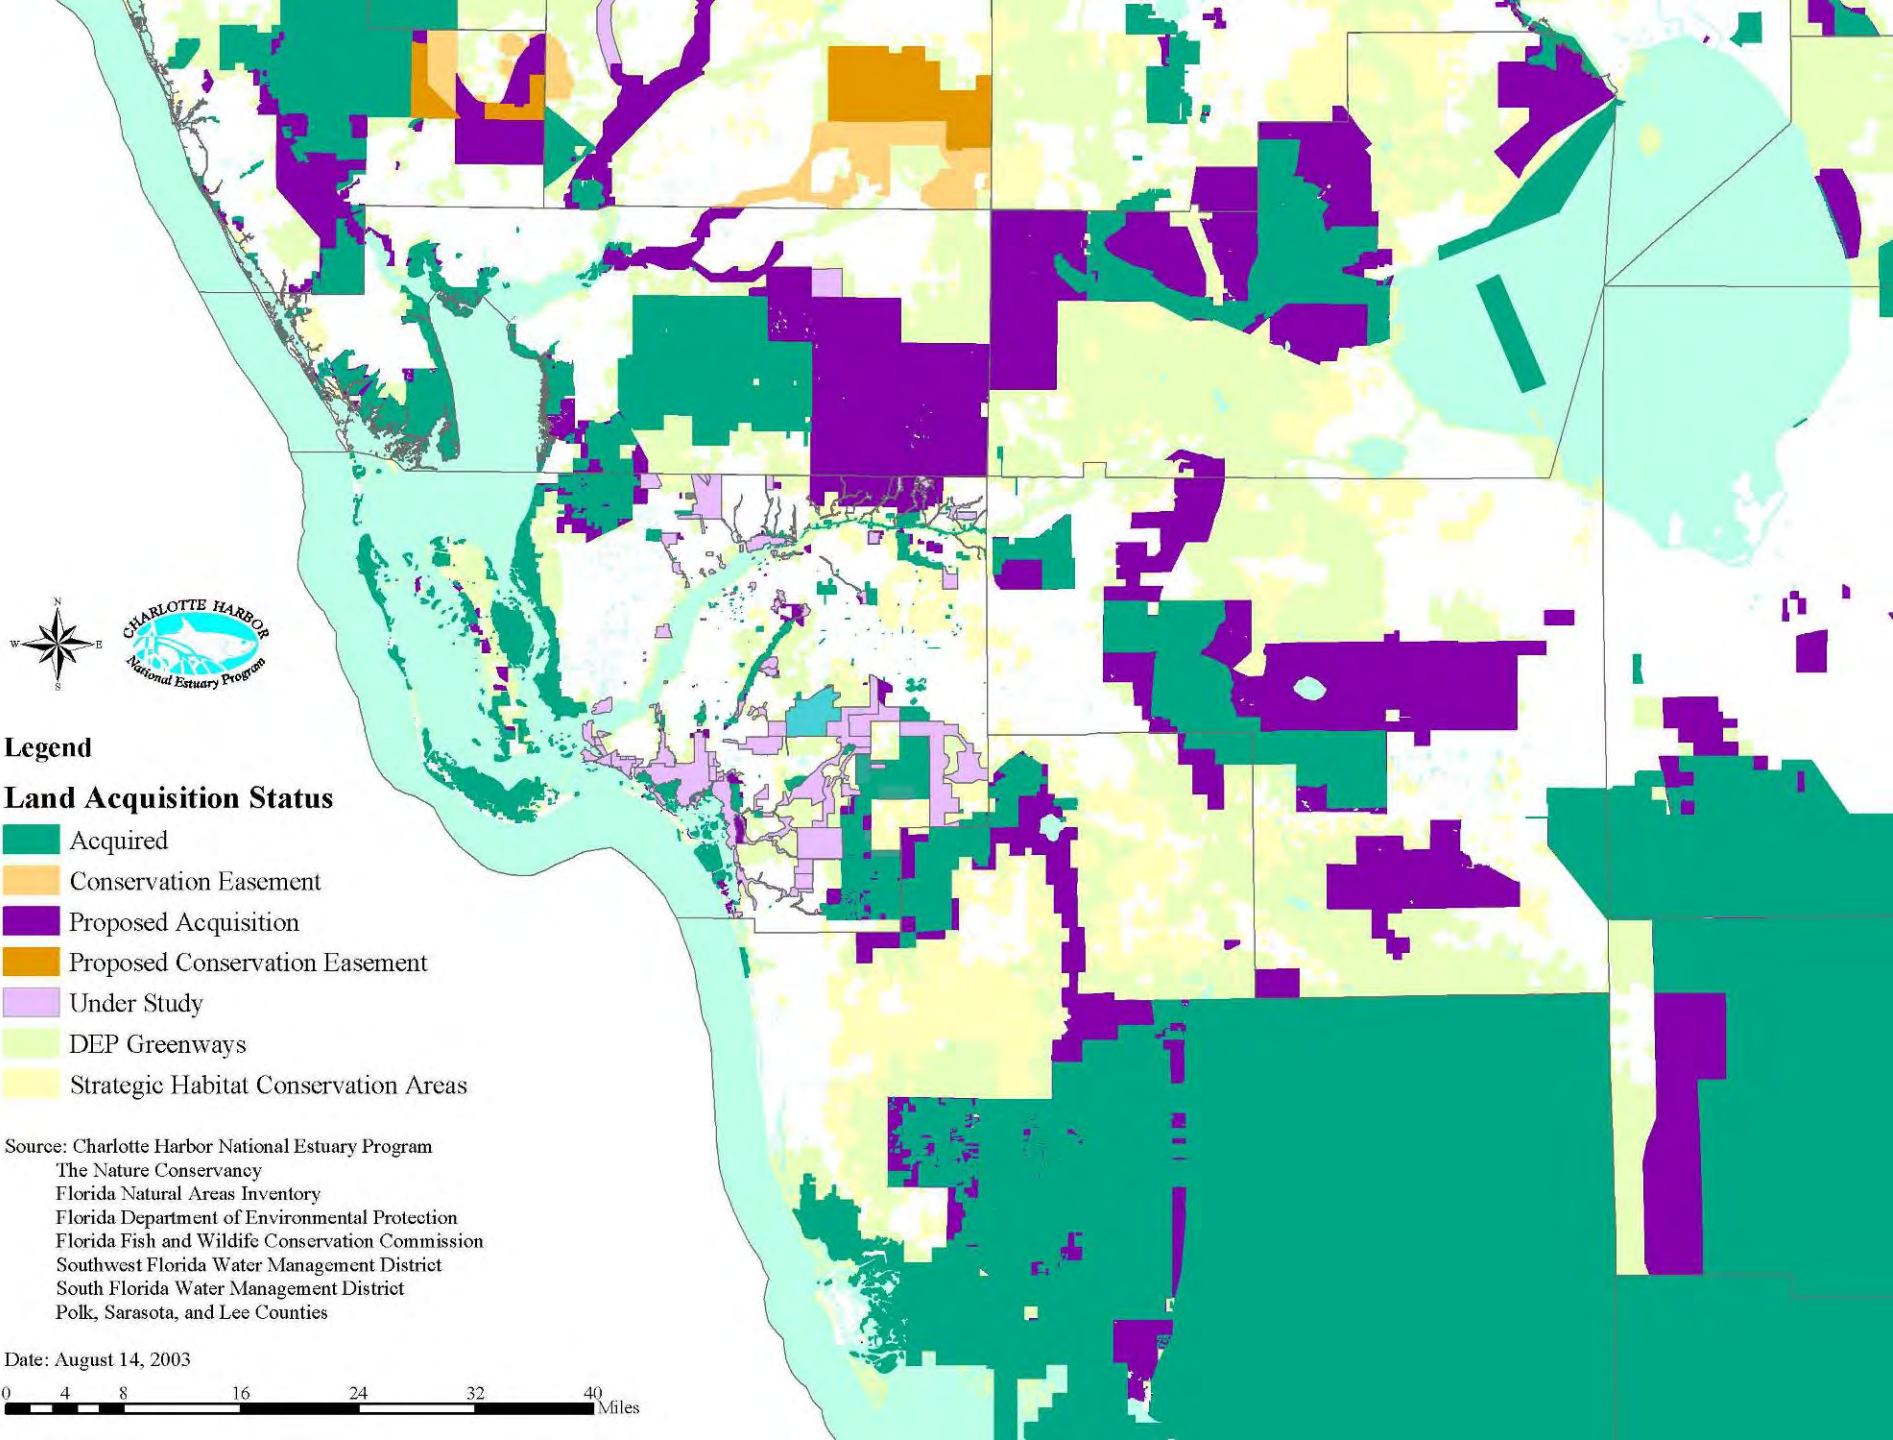 N
W E
S
CHARLOTTE HARBOR
National Estuary Program
Legend
Land Acquisition Status
Acquired
Conservation Easement
Proposed Acquisition
Proposed Conservation Easement
Under Study
DEP Greenways
Strategic Habitat Conservation Areas
Source: Charlotte Harbor National Estuary Program
The Nature Conservancy
Florida Natural Areas Inventory
Florida Department of Environmental Protection
Florida Fish and Wildlife Conservation Commission
Southwest Florida Water Management District
South Florida Water Management District
Polk, Sarasota, and Lee Counties
Date: August 14, 2003
0 4 8 16 24 32 40
Miles